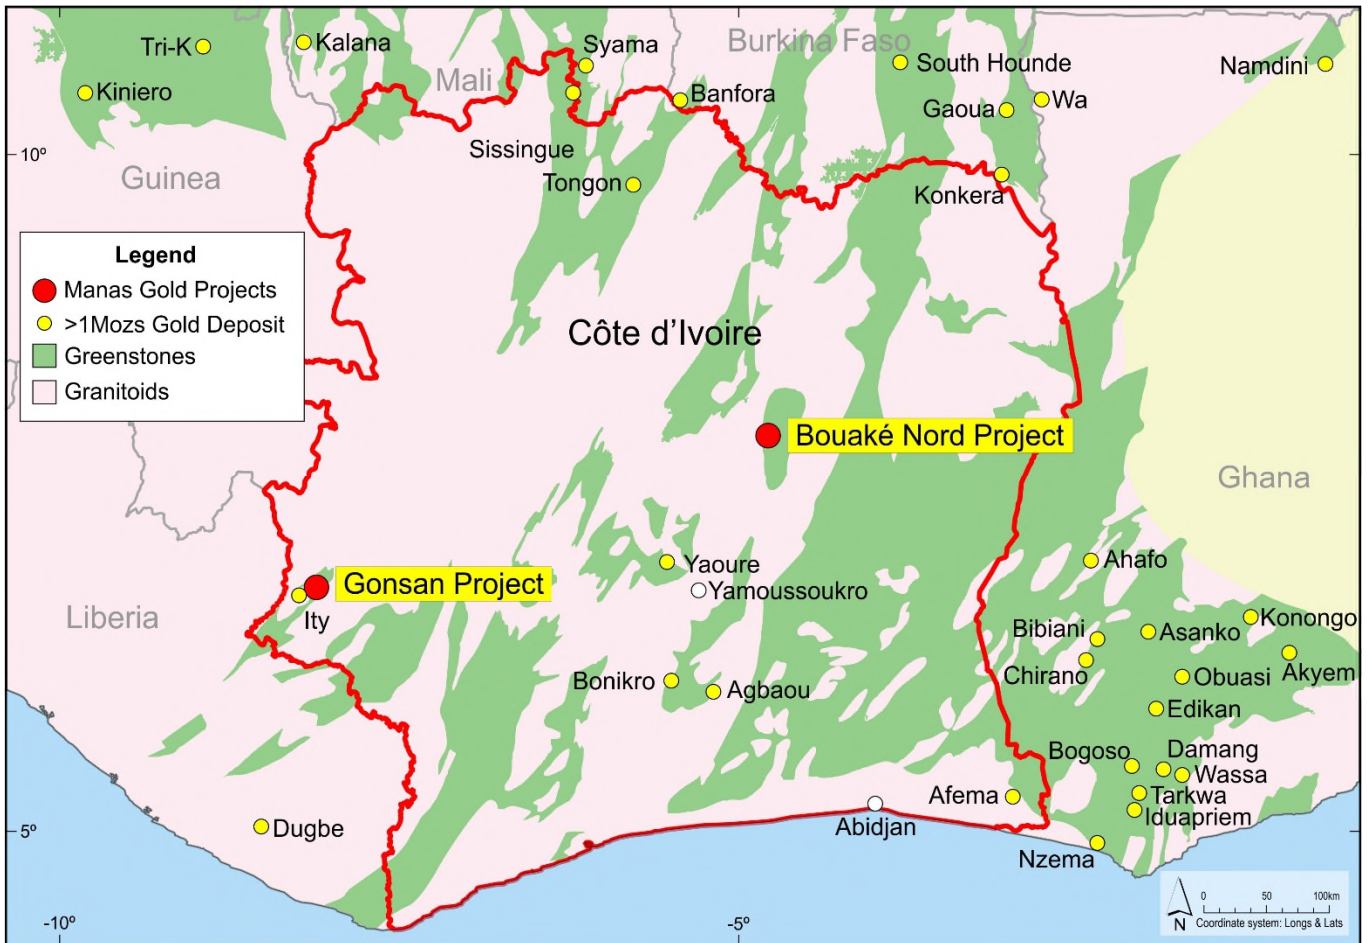 Tri-K
Kalana
Syama
Burkina Faso
South Hounde
Namdini
Kiniero
Mali
Banfora
Gaoua
Wa
10º
Sissingue
Guinea
Tongon
Konkera
Legend
Manas Gold Projects
>1Mozs Gold Deposit
Greenstones
Granitoids
Côte d’Ivoire
Bouaké Nord Project
Ghana
Yaoure
Ahafo
Gonsan Project
Yamoussoukro
Liberia
Ity
Bibiani
Asanko
Konongo
Chirano
Obuasi
Akyem
Bonikro
Agbaou
Edikan
Bogoso
Damang
Wassa
Afema
Tarkwa
Iduapriem
5º
Dugbe
Abidjan
Nzema
0 50 100km
N
Coordinate system: Longs & Lats
-10º
-5º